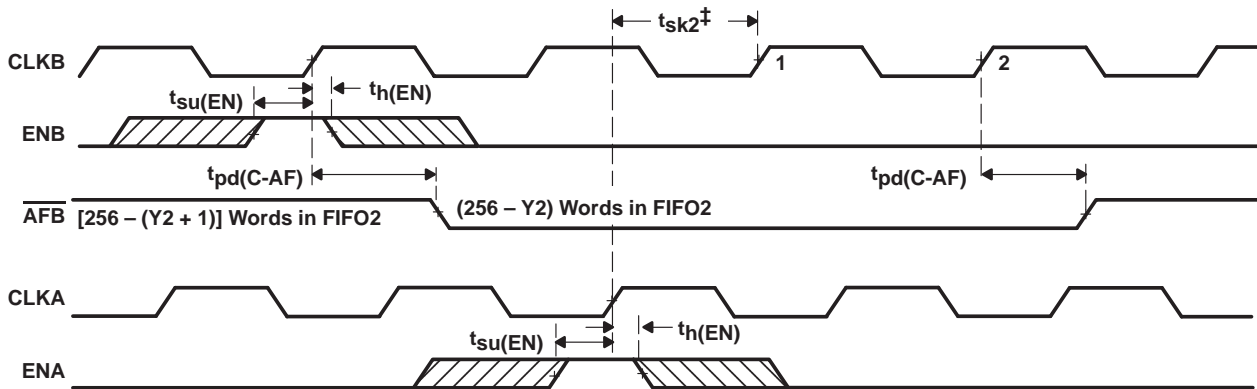 tsk2‡
CLKB
1
2
tsu(EN)
th(EN)
ENB
tpd(C-AF)
tpd(C-AF)
AFB
[256 – (Y2 + 1)] Words in FIFO2
(256 – Y2) Words in FIFO2
CLKA
tsu(EN)
th(EN)
ENA